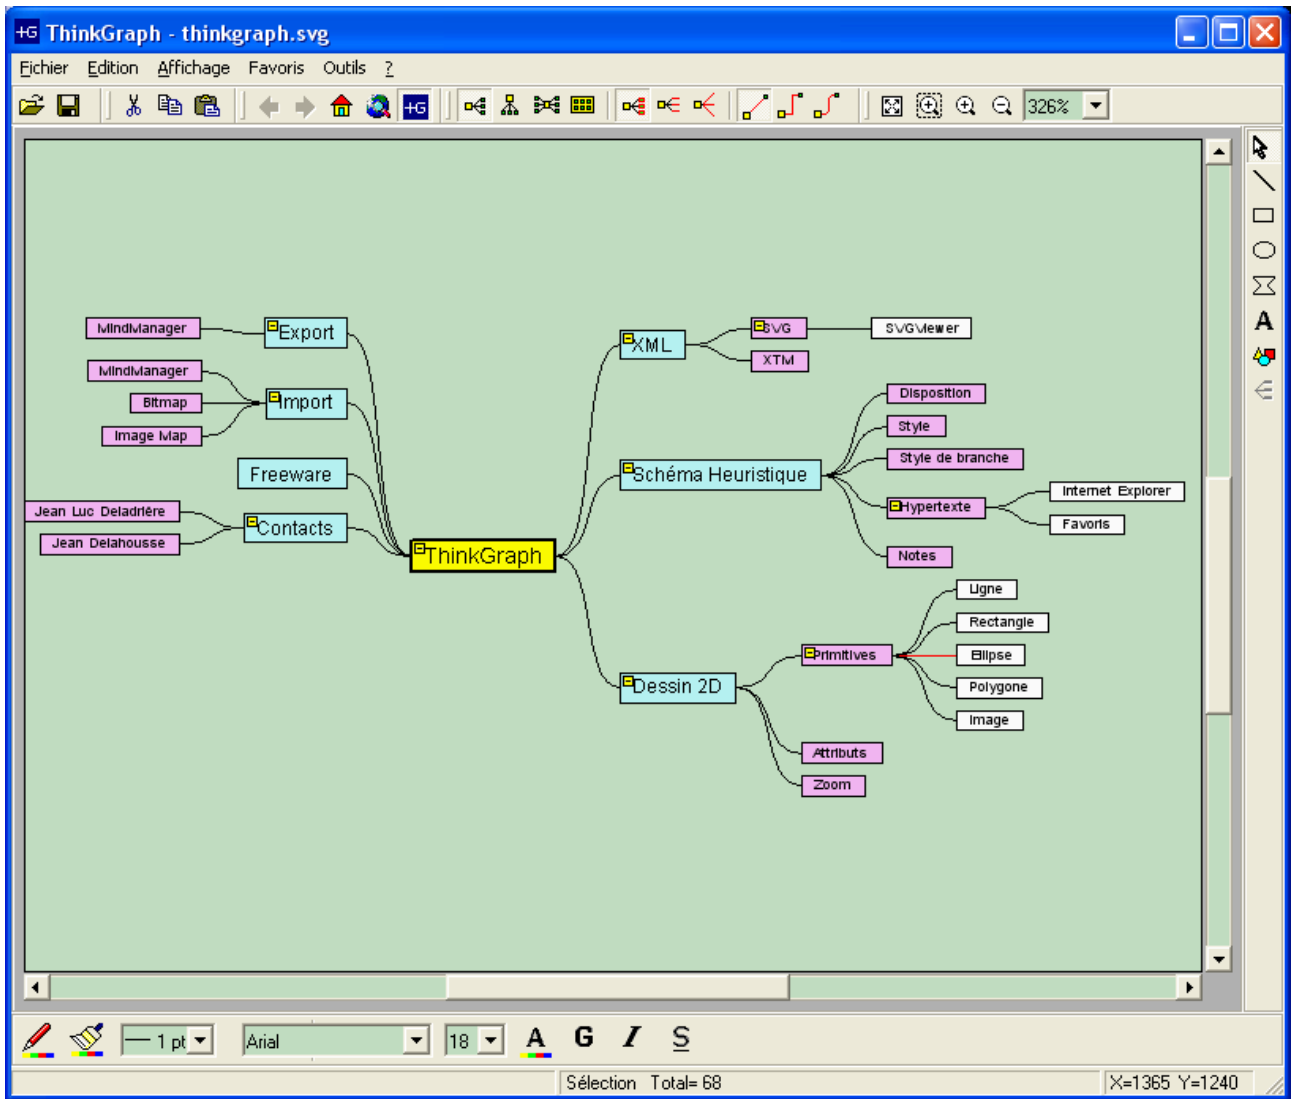 +G ThinkGraph - thinkgraph.svg
Fichier Edition Affichage Favoris Outils ?
+G 326%
MindManager
Export
MindManager
Bitmap
Image Map
Import
Freeware
Jean Luc Deladrière
Jean Delahousse
Contacts
ThinkGraph
XML
SVG
SVGViewer
XTM
Schéma Heuristique
Disposition
Style
Style de branche
Hypertexte
Internet Explorer
Favoris
Notes
Dessin 2D
Primitives
Ligne
Rectangle
Ellipse
Polygone
Image
Attributs
Zoom
A
1 pt Arial 18 A G I S
Sélection Total= 68 X=1365 Y=1240